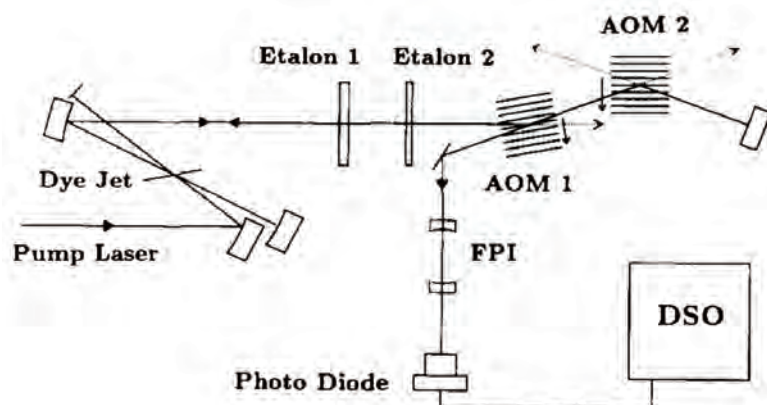 AOM 2
Etalon 1
Etalon 2
AOM 1
Dye Jet
Pump Laser
FPI
DSO
Photo Diode